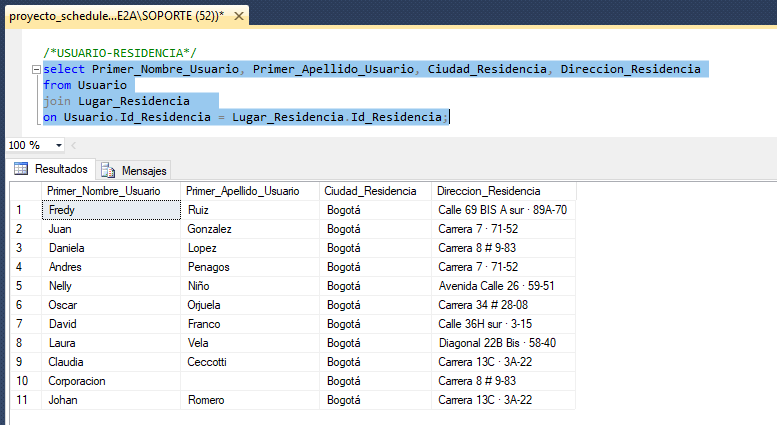 proyecto_schedule...E2A\SOPORTE (52))* ✕
/*USUARIO-RESIDENCIA*/
select Primer_Nombre_Usuario, Primer_Apellido_Usuario, Ciudad_Residencia, Direccion_Residencia
from Usuario
join Lugar_Residencia
on Usuario.Id_Residencia = Lugar_Residencia.Id_Residencia;
100 %
Resultados Mensajes
Primer_Nombre_Usuario Primer_Apellido_Usuario Ciudad_Residencia Direccion_Residencia
1 Fredy Ruiz Bogotá Calle 69 BIS A sur · 89A-70
2 Juan Gonzalez Bogotá Carrera 7 · 71-52
3 Daniela Lopez Bogotá Carrera 8 # 9-83
4 Andres Penagos Bogotá Carrera 7 · 71-52
5 Nelly Niño Bogotá Avenida Calle 26 · 59-51
6 Oscar Orjuela Bogotá Carrera 34 # 28-08
7 David Franco Bogotá Calle 36H sur · 3-15
8 Laura Vela Bogotá Diagonal 22B Bis · 58-40
9 Claudia Ceccotti Bogotá Carrera 13C · 3A-22
10 Corporacion Bogotá Carrera 8 # 9-83
11 Johan Romero Bogotá Carrera 13C · 3A-22